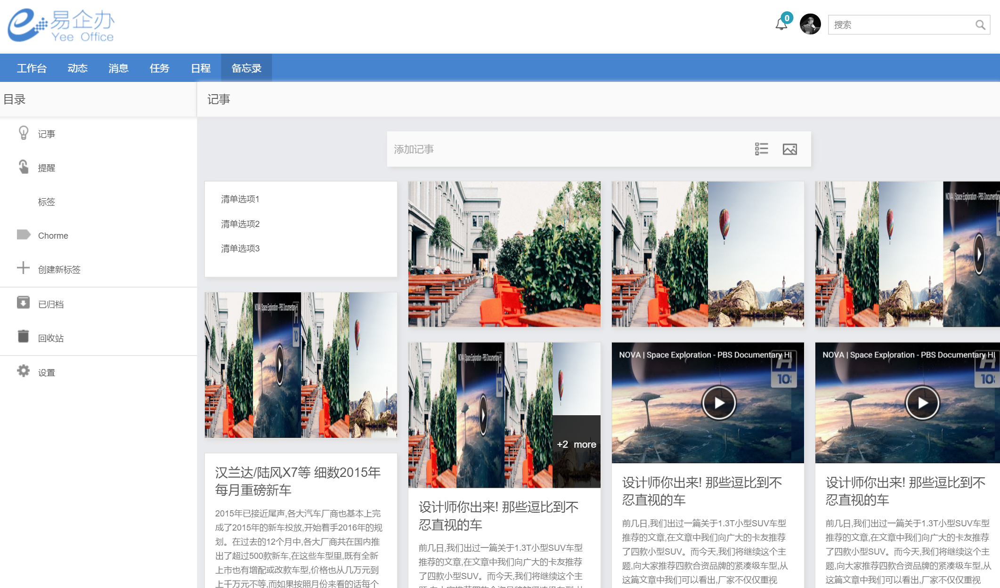 易企办
Yee Office
0
搜索
工作台 动态 消息 任务 日程 备忘录
目录
记事
记事
提醒
标签
Chorme
创建新标签
已归档
回收站
设置
添加记事
清单选项1
清单选项2
清单选项3
NOVA | Space Exploration - PBS Documentary
NOVA | Space Exploration - PBS Documentary HI
10
汉兰达/陆风X7等 细数2015年
每月重磅新车
2015年已接近尾声,各大汽车厂商也基本上完
成了2015年的新车投放,开始着手2016年的规
划。在过去的12个月中,各大厂商共在国内推
出了超过500款新车,在这些车型里,既有全新
上市也有增配或改款车型,价格也从几万元到
上千万元不等,而如果按照月份来看的话每个
NOVA | Space Exploration - PBS Documentary HI
10
+2 more
设计师你出来! 那些逗比到不
忍直视的车
前几日,我们出过一篇关于1.3T小型SUV车型
推荐的文章,在文章中我们向广大的卡友推荐
了四款小型SUV。而今天,我们将继续这个主
NOVA | Space Exploration - PBS Documentary HI
H
10
设计师你出来! 那些逗比到不
忍直视的车
前几日,我们出过一篇关于1.3T小型SUV车型
推荐的文章,在文章中我们向广大的卡友推荐
了四款小型SUV。而今天,我们将继续这个主
题,向大家推荐四款合资品牌的紧凑级车型,从
这篇文章中我们可以看出,厂家不仅仅重视
NOVA | Space Exploration - PBS Documentary HI
H
10
设计师你出来! 那些逗比到不
忍直视的车
前几日,我们出过一篇关于1.3T小型SUV车型
推荐的文章,在文章中我们向广大的卡友推荐
了四款小型SUV。而今天,我们将继续这个主
题,向大家推荐四款合资品牌的紧凑级车型,从
这篇文章中我们可以看出,厂家不仅仅重视